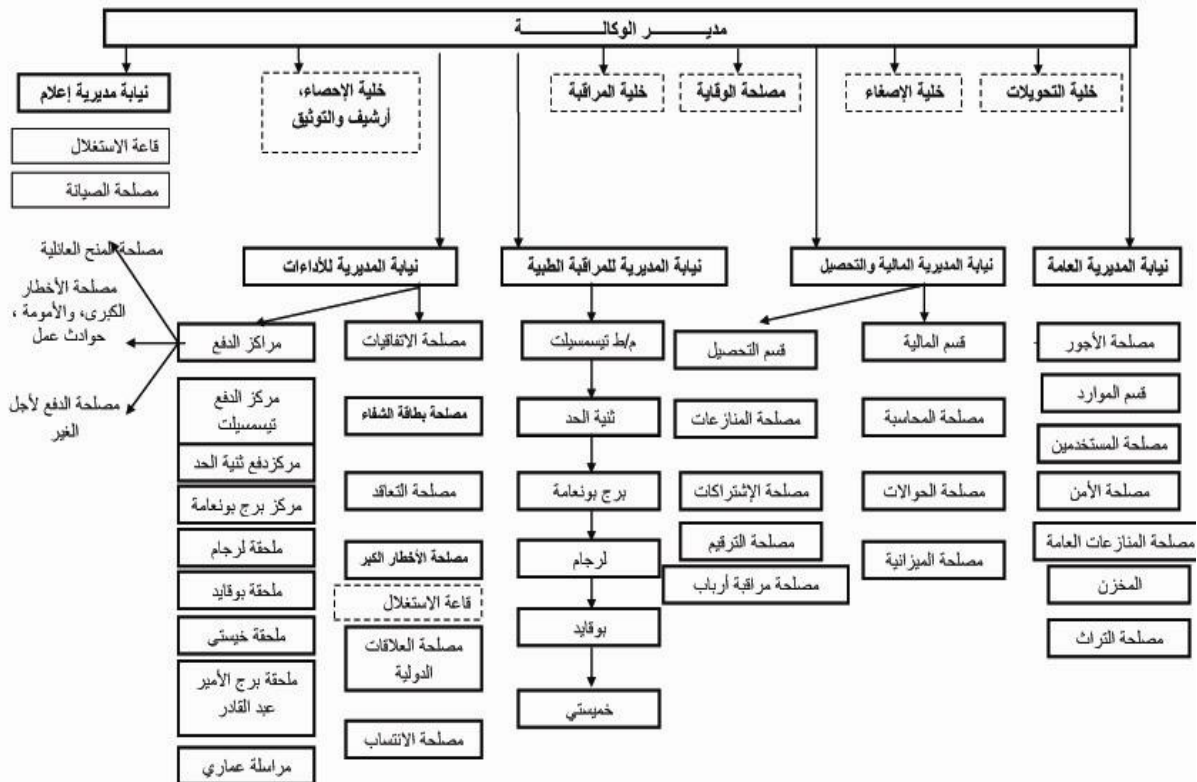 مديــــر الوكالــــــة
خلية التحويلات
خلية الإصغاء
مصلحة الوقاية
خلية المراقبة
خلية الإحصاء،
أرشيف والتوثيق
نيابة مديرية إعلام
قاعة الاستغلال
مصلحة الصيانة
نيابة المديرية العامة
نيابة المديرية المالية والتحصيل
نيابة المديرية للمراقبة الطبية
نيابة المديرية للأداءات
مصلحة الأجور
قسم الموارد
مصلحة المستخدمين
مصلحة الأمن
مصلحة المنازعات العامة
المخزن
مصلحة التراث
قسم المالية
مصلحة المحاسبة
مصلحة الحوالات
مصلحة الميزانية
قسم التحصيل
مصلحة المنازعات
مصلحة الإشتراكات
مصلحة الترقيم
مصلحة مراقبة أرباب
م/ط تيسمسيلت
ثنية الحد
برج بونعامة
لرجام
بوقايد
خميستي
مصلحة الاتفاقيات
مصلحة بطاقة الشفاء
مصلحة التعاقد
مصلحة الأخطار الكبر
قاعة الاستغلال
مصلحة العلاقات
الدولية
مصلحة الانتساب
مراكز الدفع
مركز الدفع
تيسمسيلت
مركزدفع ثنية الحد
مركز برج بونعامة
ملحقة لرجام
ملحقة بوقايد
ملحقة خيستي
ملحقة برج الأمير
عبد القادر
مراسلة عماري
مصلحة المنح العائلية
مصلحة الأخطار
الكبرى، والأمومة ،
حوادث عمل
مصلحة الدفع لأجل
الغير